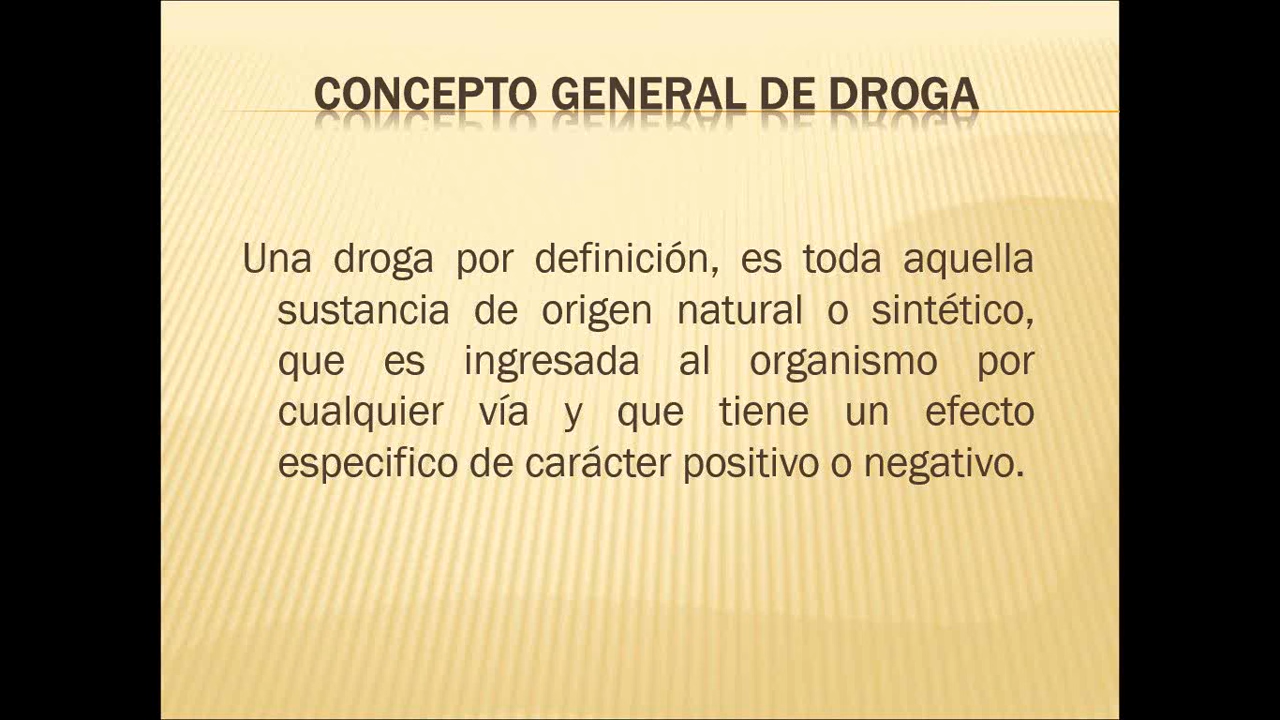 CONCEPTO GENERAL DE DROGA
Una droga por definición, es toda aquella
sustancia de origen natural o sintético,
que es ingresada al organismo por
cualquier vía y que tiene un efecto
especifico de carácter positivo o negativo.